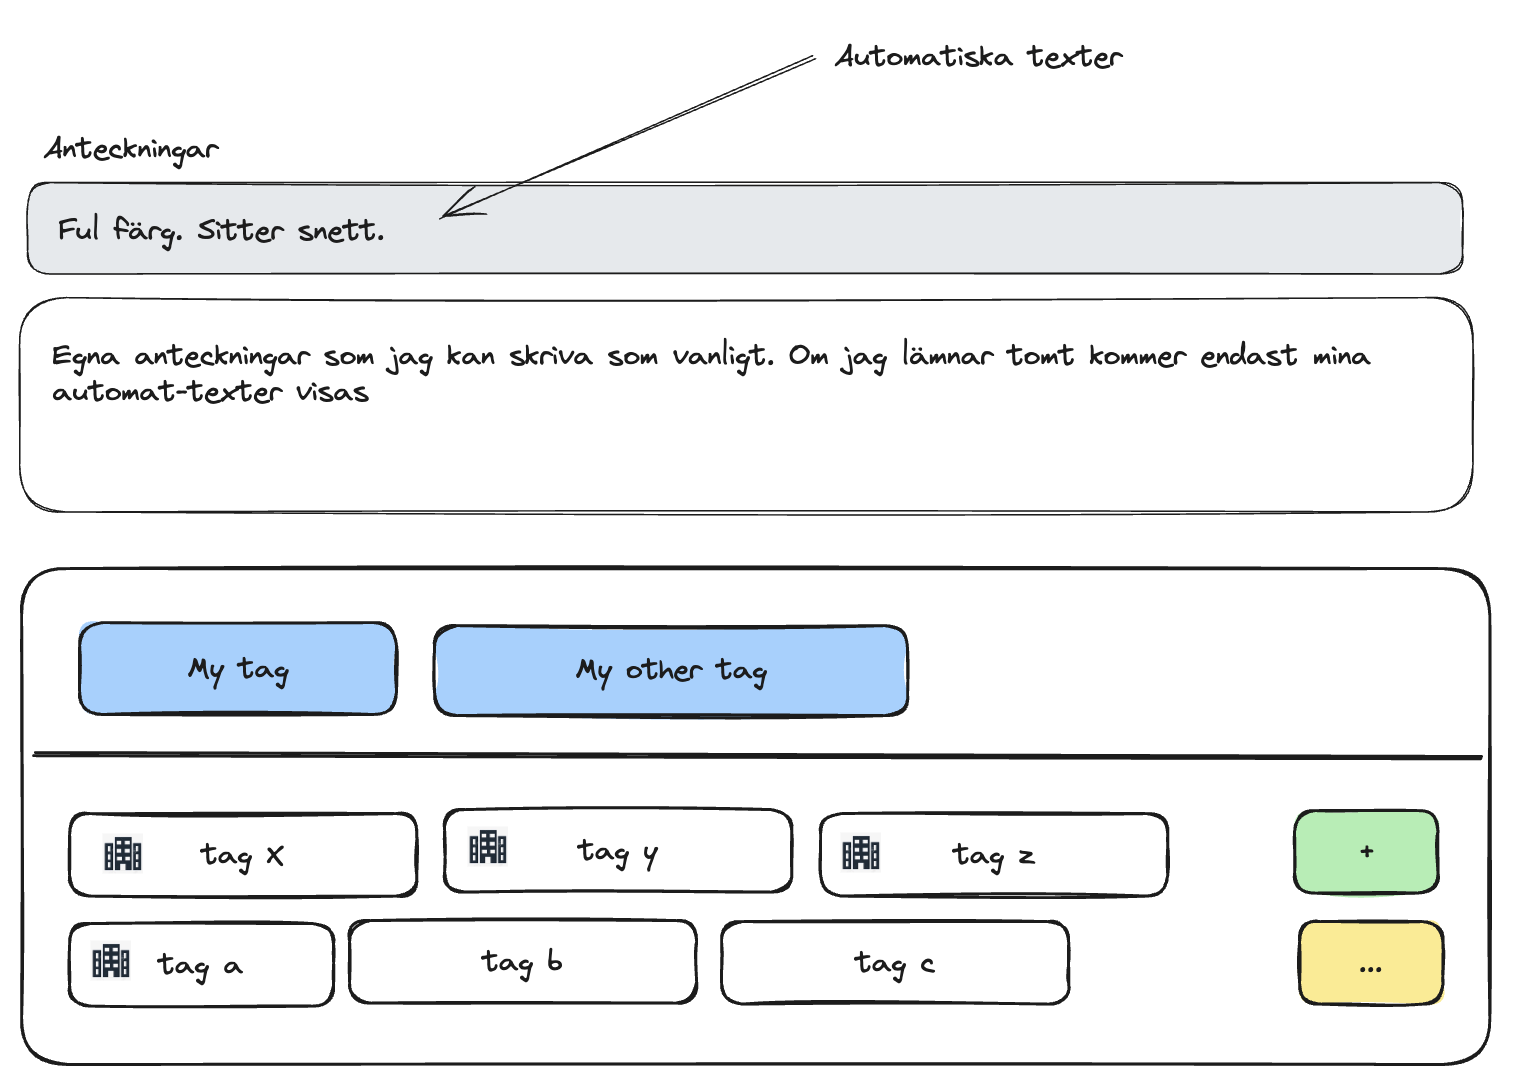 Automatiska texter
Anteckningar
Ful färg. Sitter snett.
Egna anteckningar som jag kan skriva som vanligt. Om jag lämnar tomt kommer endast mina
automat-texter visas
My tag
My other tag
tag X
tag y
tag z
+
tag a
tag b
tag c
...